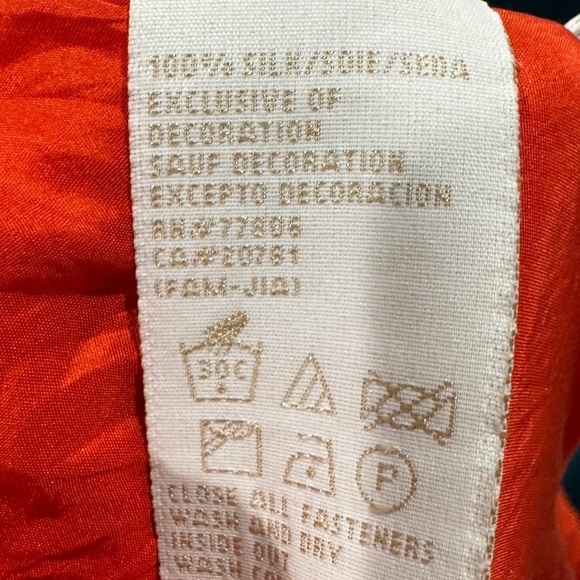 100% SILK/SOIE/SEDA
EXCLUSIVE OF
DECORATION
SAUF DECORATION
EXCEPTO DECORACION
RN#77806
CA#20781
(FAM-JIA)
30C
P
CLOSE ALL FASTENERS
WASH AND DRY
INSIDE OUT
WASH